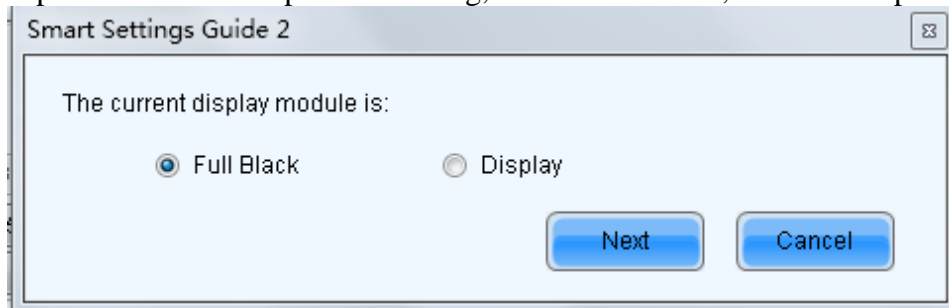 Smart Settings Guide 2
The current display module is:
Full Black Display
Next Cancel